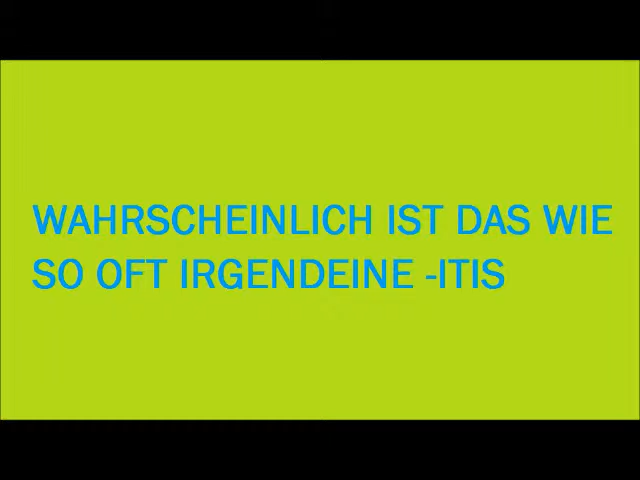 WAHRSCHEINLICH IST DAS WIE
SO OFT IRGENDEINE -ITIS